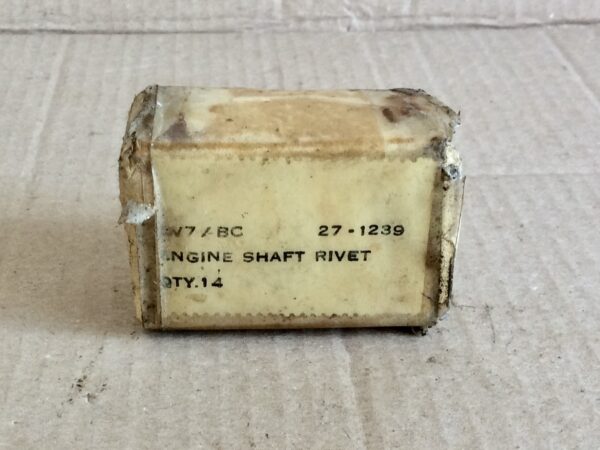 27-1239
ENGINE SHAFT RIVET
QTY.14